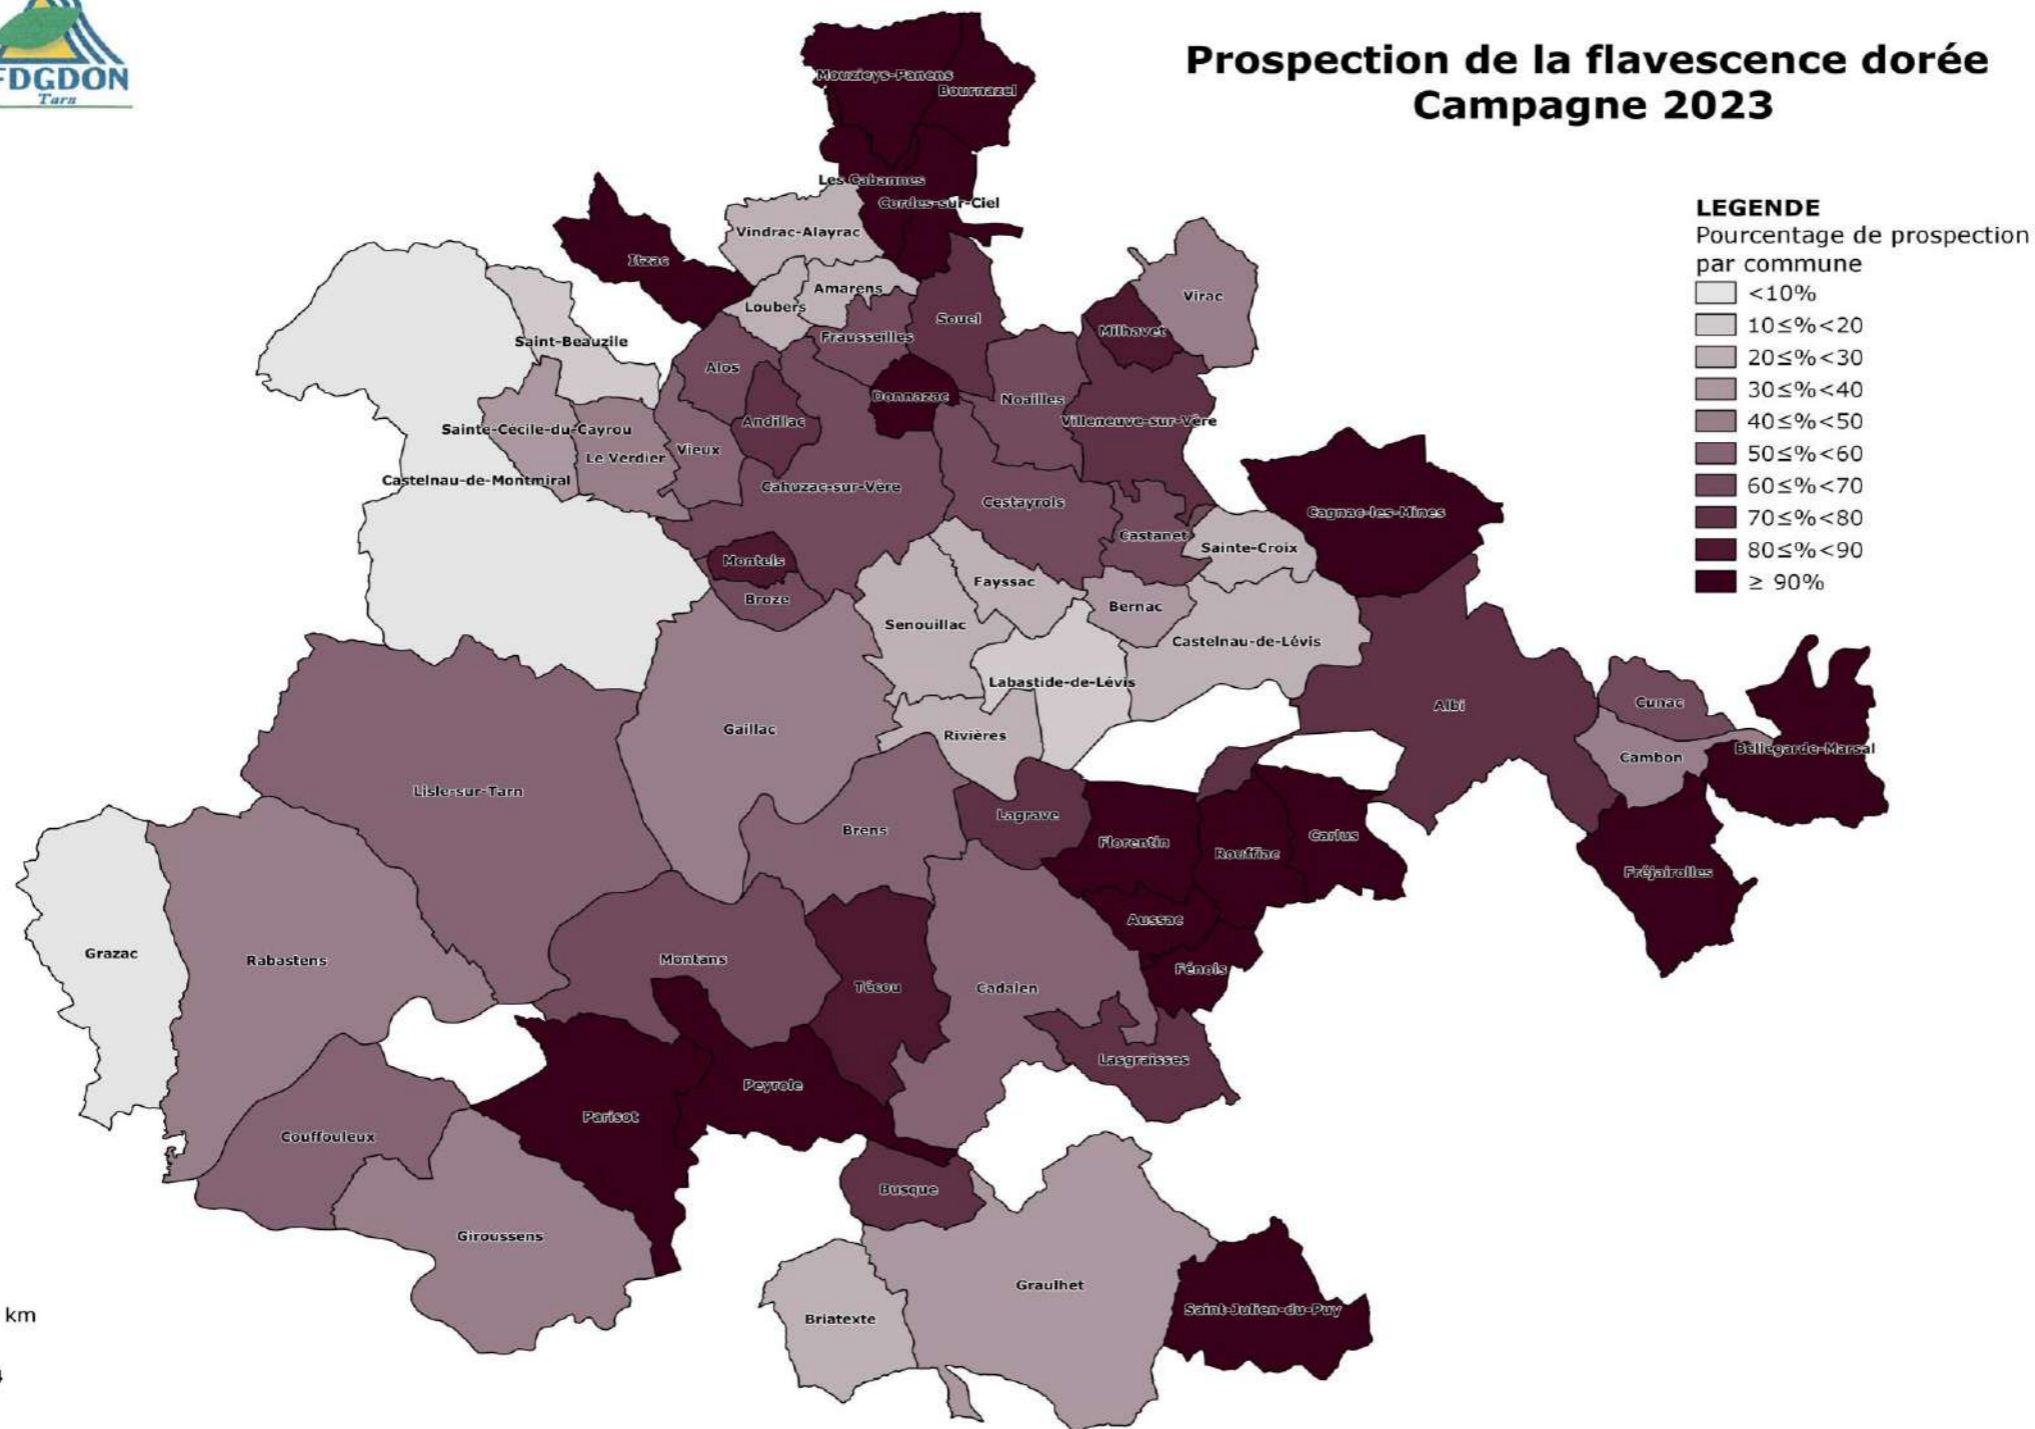 FDGDON
Tarn
Prospection de la flavescence dorée
Campagne 2023
LEGENDE
Pourcentage de prospection
par commune
<10%
10≤%<20
20≤%<30
30≤%<40
40≤%<50
50≤%<60
60≤%<70
70≤%<80
80≤%<90
≥ 90%
Mouzieys-Panens
Bournazel
Les Cabannes
Cordes-sur-Ciel
Vindrac-Alayrac
Itzac
Amarens
Virac
Loubers
Souel
Milhavet
Frausseilles
Saint-Beauzile
Alos
Donnazac
Noailles
Andillac
Villeneuve-sur-Vère
Sainte-Cécile-du-Cayrou
Vieux
Le Verdier
Castelnau-de-Montmiral
Cahuzac-sur-Vère
Cestayrols
Cagnac-les-Mines
Castanet
Sainte-Croix
Montels
Fayssac
Broze
Bernac
Senouillac
Castelnau-de-Lévis
Labastide-de-Lévis
Cunac
Albi
Gaillac
Rivières
Bellegarde-Marsal
Cambon
Lisle-sur-Tarn
Lagrave
Brens
Carlus
Florentin
Rouffiac
Fréjairolles
Aussac
Grazac
Rabastens
Montans
Fénols
Técou
Cadalen
Lasgraisses
Peyrole
Parisot
Couffouleux
Busque
Giroussens
Graulhet
Saint-Julien-du-Puy
Briatexte
km